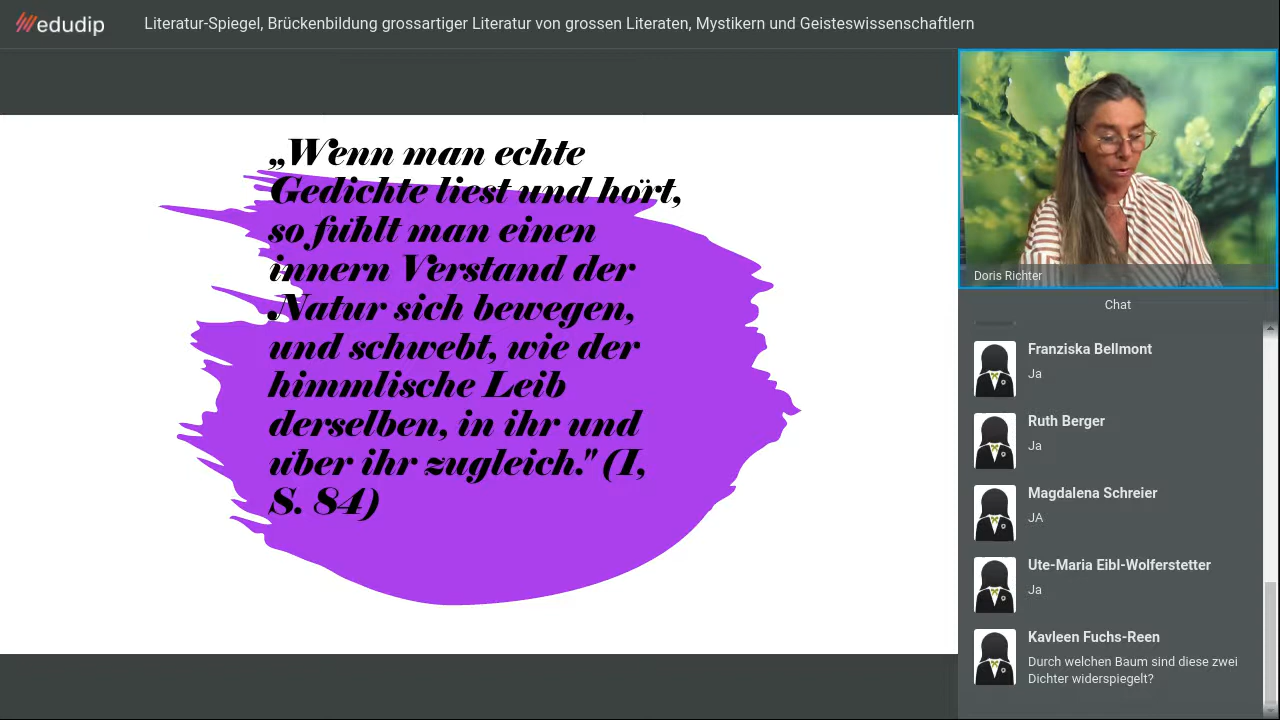 edudip
Literatur-Spiegel, Brückenbildung grossartiger Literatur von grossen Literaten, Mystikern und Geisteswissenschaftlern
„Wenn man echte
Gedichte liest und hört,
so fühlt man einen
innern Verstand der
Natur sich bewegen,
und schwebt, wie der
himmlische Leib
derselben, in ihr und
über ihr zugleich." (I,
S. 84)
Doris Richter
Chat
Franziska Bellmont
Ja
Ruth Berger
Ja
Magdalena Schreier
JA
Ute-Maria Eibl-Wolferstetter
Ja
Kavleen Fuchs-Reen
Durch welchen Baum sind diese zwei
Dichter widerspiegelt?